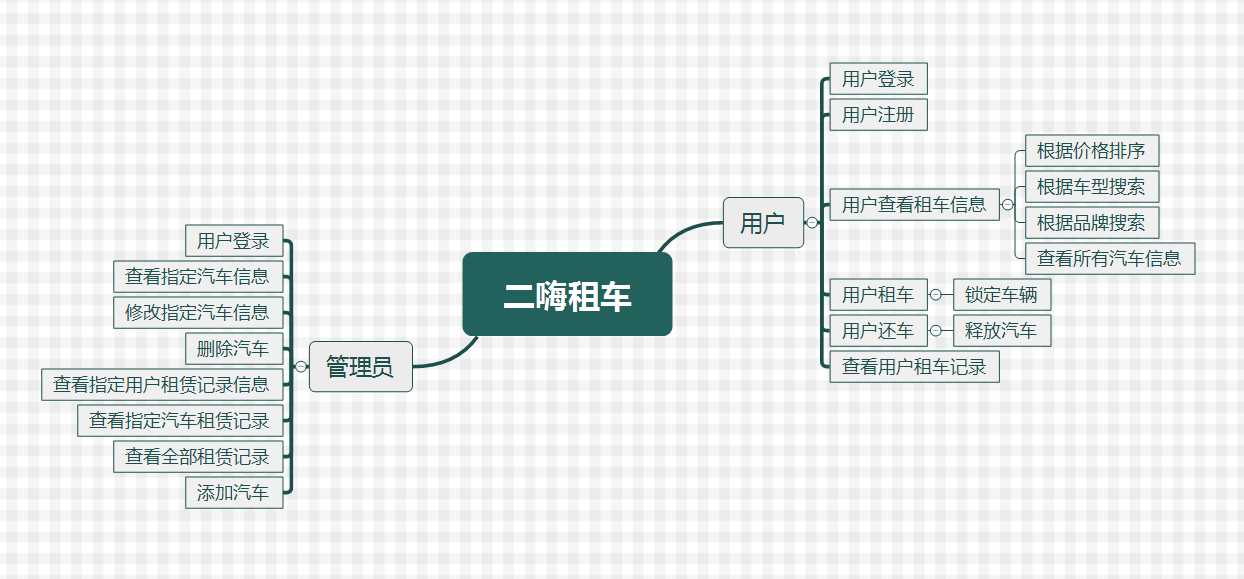 二嗨租车
用户
用户登录
用户注册
用户查看租车信息
根据价格排序
根据车型搜索
根据品牌搜索
查看所有汽车信息
用户租车
锁定车辆
用户还车
释放汽车
查看用户租车记录
管理员
用户登录
查看指定汽车信息
修改指定汽车信息
删除汽车
查看指定用户租赁记录信息
查看指定汽车租赁记录
查看全部租赁记录
添加汽车